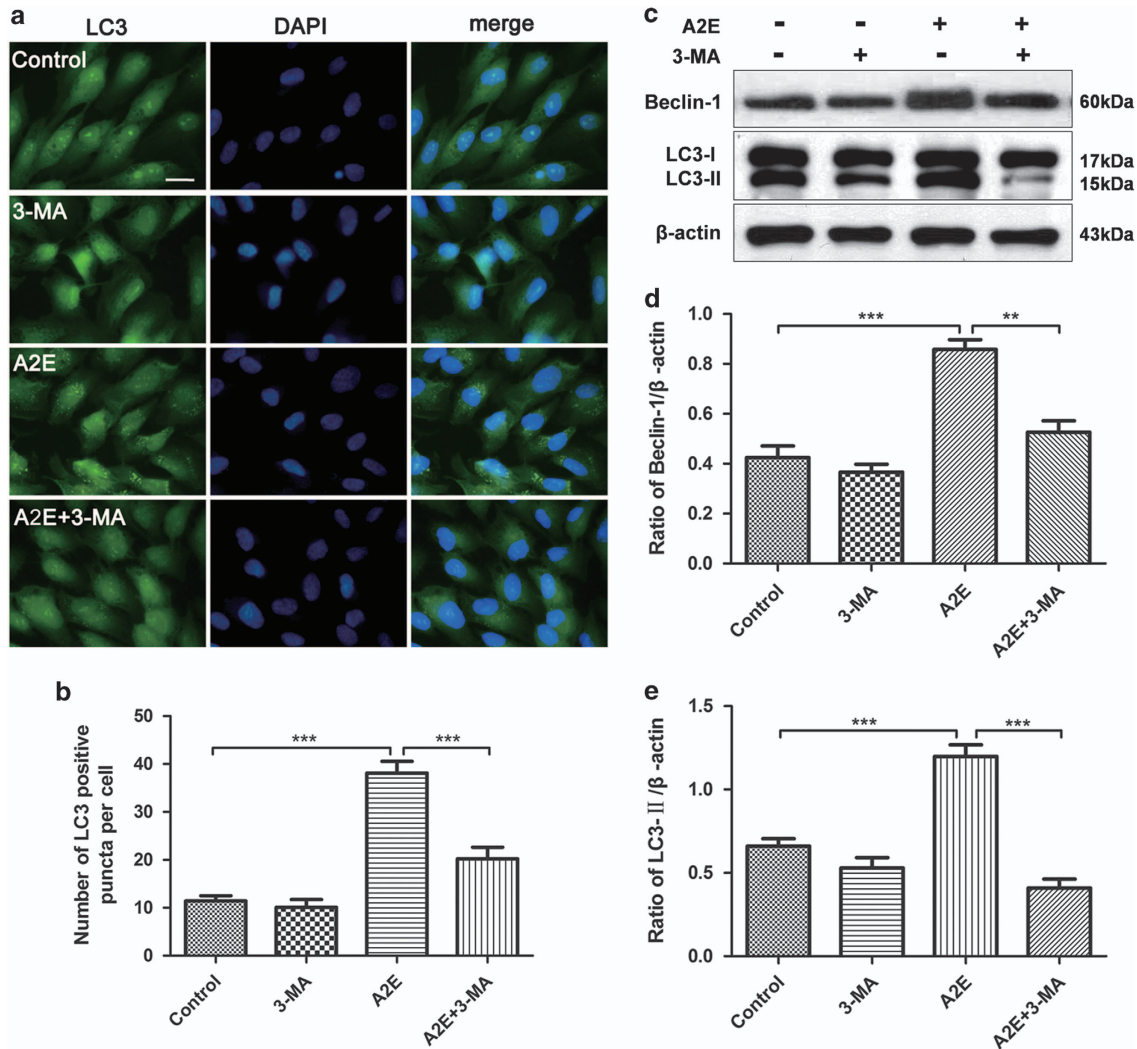 a
LC3 DAPI merge
Control
3-MA
A2E
A2E+3-MA
b
Number of LC3 positive
puncta per cell
50
40
30
20
10
0
*** ***
Control 3-MA A2E A2E+3-MA
c
A2E - - + +
3-MA - + - +
Beclin-1 60kDa
LC3-I 17kDa
LC3-II 15kDa
β-actin 43kDa
d
Ratio of Beclin-1/β -actin
1.0
0.8
0.6
0.4
0.2
0.0
*** **
Control 3-MA A2E A2E+3-MA
e
Ratio of LC3- II /β -actin
1.5
1.0
0.5
0.0
*** ***
Control 3-MA A2E A2E+3-MA